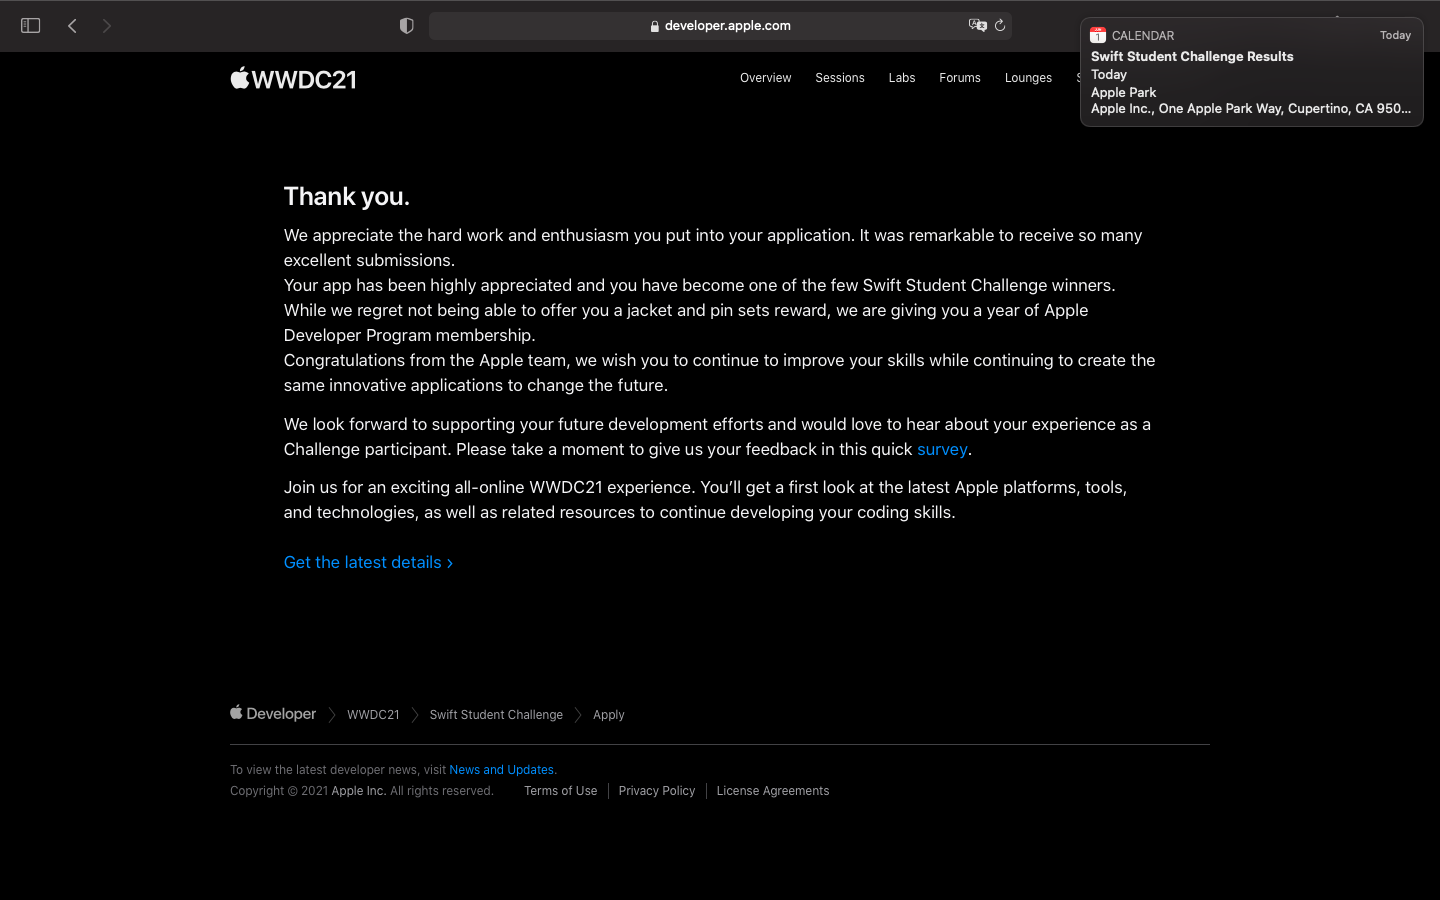 developer.apple.com
CALENDAR
Today
Swift Student Challenge Results
Today
Apple Park
Apple Inc., One Apple Park Way, Cupertino, CA 950...
WWDC21
Overview
Sessions
Labs
Forums
Lounges
Thank you.
We appreciate the hard work and enthusiasm you put into your application. It was remarkable to receive so many
excellent submissions.
Your app has been highly appreciated and you have become one of the few Swift Student Challenge winners.
While we regret not being able to offer you a jacket and pin sets reward, we are giving you a year of Apple
Developer Program membership.
Congratulations from the Apple team, we wish you to continue to improve your skills while continuing to create the
same innovative applications to change the future.
We look forward to supporting your future development efforts and would love to hear about your experience as a
Challenge participant. Please take a moment to give us your feedback in this quick survey.
Join us for an exciting all-online WWDC21 experience. You’ll get a first look at the latest Apple platforms, tools,
and technologies, as well as related resources to continue developing your coding skills.
Get the latest details ›
Developer
WWDC21
Swift Student Challenge
Apply
To view the latest developer news, visit News and Updates.
Copyright © 2021 Apple Inc. All rights reserved.
Terms of Use
Privacy Policy
License Agreements